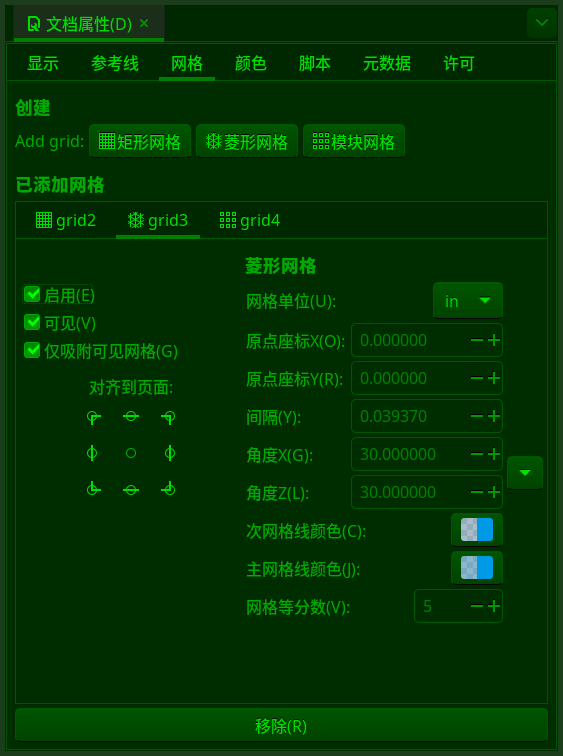 文档属性(D) ×
显示 参考线 网格 颜色 脚本 元数据 许可
创建
Add grid: 矩形网格 菱形网格 模块网格
已添加网格
grid2 grid3 grid4
菱形网格
启用(E)
可见(V)
仅吸附可见网格(G)
对齐到页面:
网格单位(U): in
原点座标X(O): 0.000000
原点座标Y(R): 0.000000
间隔(Y): 0.039370
角度X(G): 30.000000
角度Z(L): 30.000000
次网格线颜色(C):
主网格线颜色(J):
网格等分数(V): 5
移除(R)